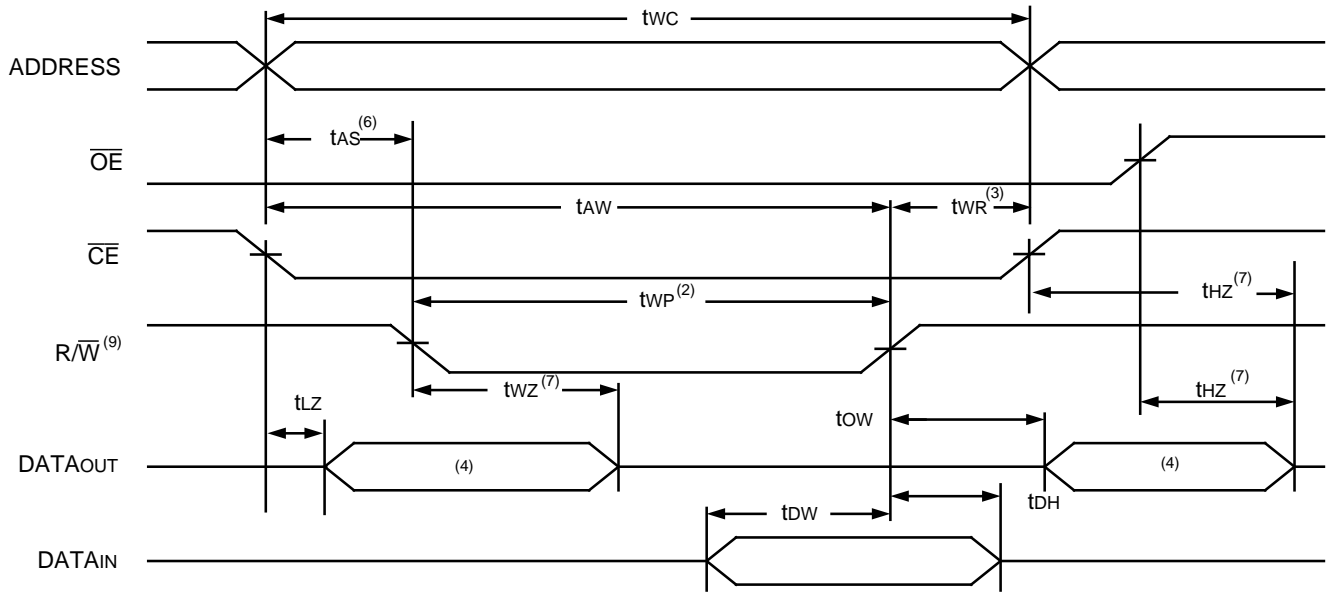 tWC
ADDRESS
tAS(6)
OE
tAW
tWR(3)
CE
tWP(2)
tHZ(7)
R/W(9)
tWZ(7)
tHZ(7)
tLZ
tOW
DATAOUT
(4)
(4)
tDW
tDH
DATAIN